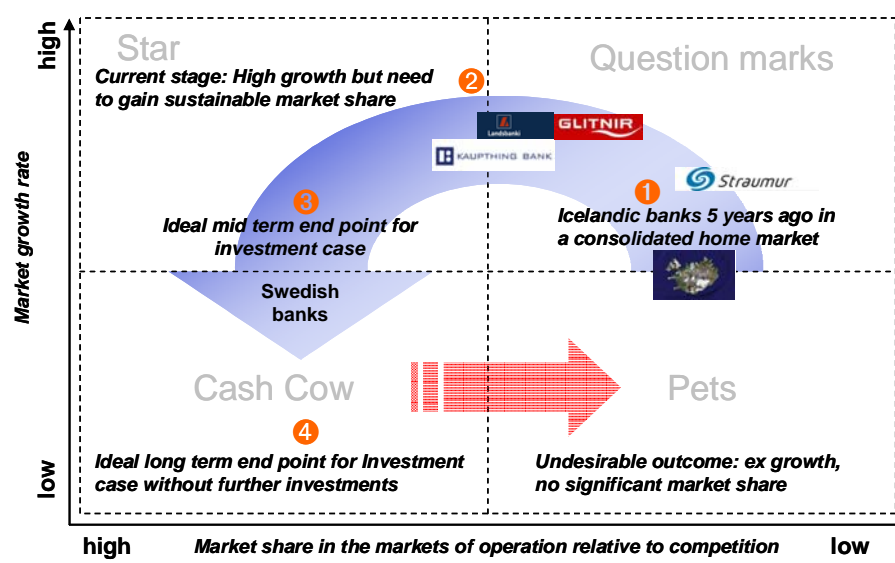 high
Star
Question marks
Current stage: High growth but need
to gain sustainable market share
2
Landsbanki
GLITNIR
KAUPTHING BANK
Straumur
1
Icelandic banks 5 years ago in
a consolidated home market
3
Ideal mid term end point for
investment case
Market growth rate
Swedish
banks
Cash Cow
Pets
4
Ideal long term end point for Investment
case without further investments
Undesirable outcome: ex growth,
no significant market share
low
high
Market share in the markets of operation relative to competition
low